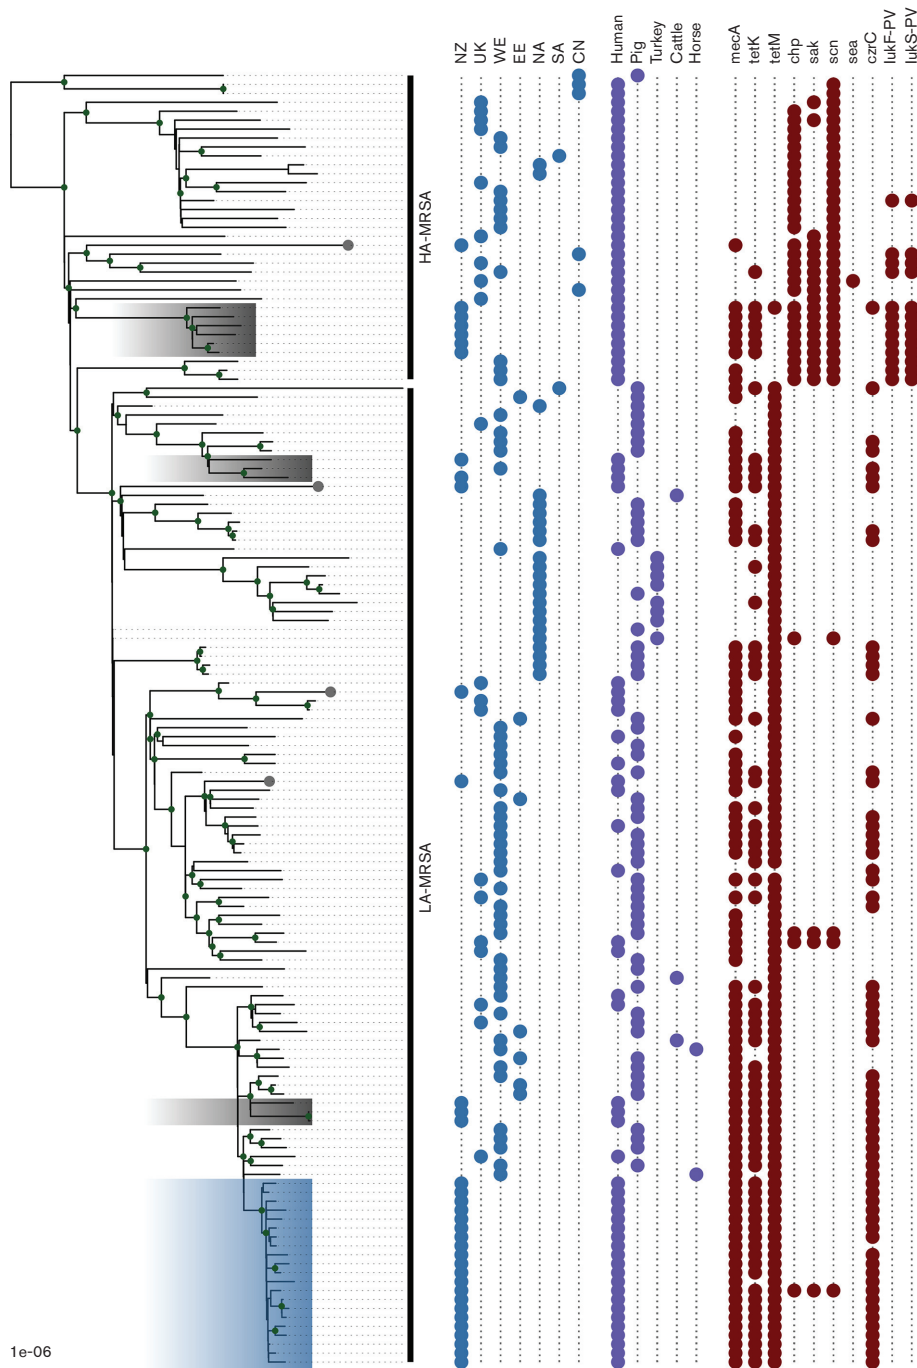 NZ
UK
WE
EE
NA
SA
CN
Human
Pig
Turkey
Cattle
Horse
mecA
tetK
tetM
chp
sak
scn
sea
czrC
lukF-PV
lukS-PV
HA-MRSA
LA-MRSA
1e-06